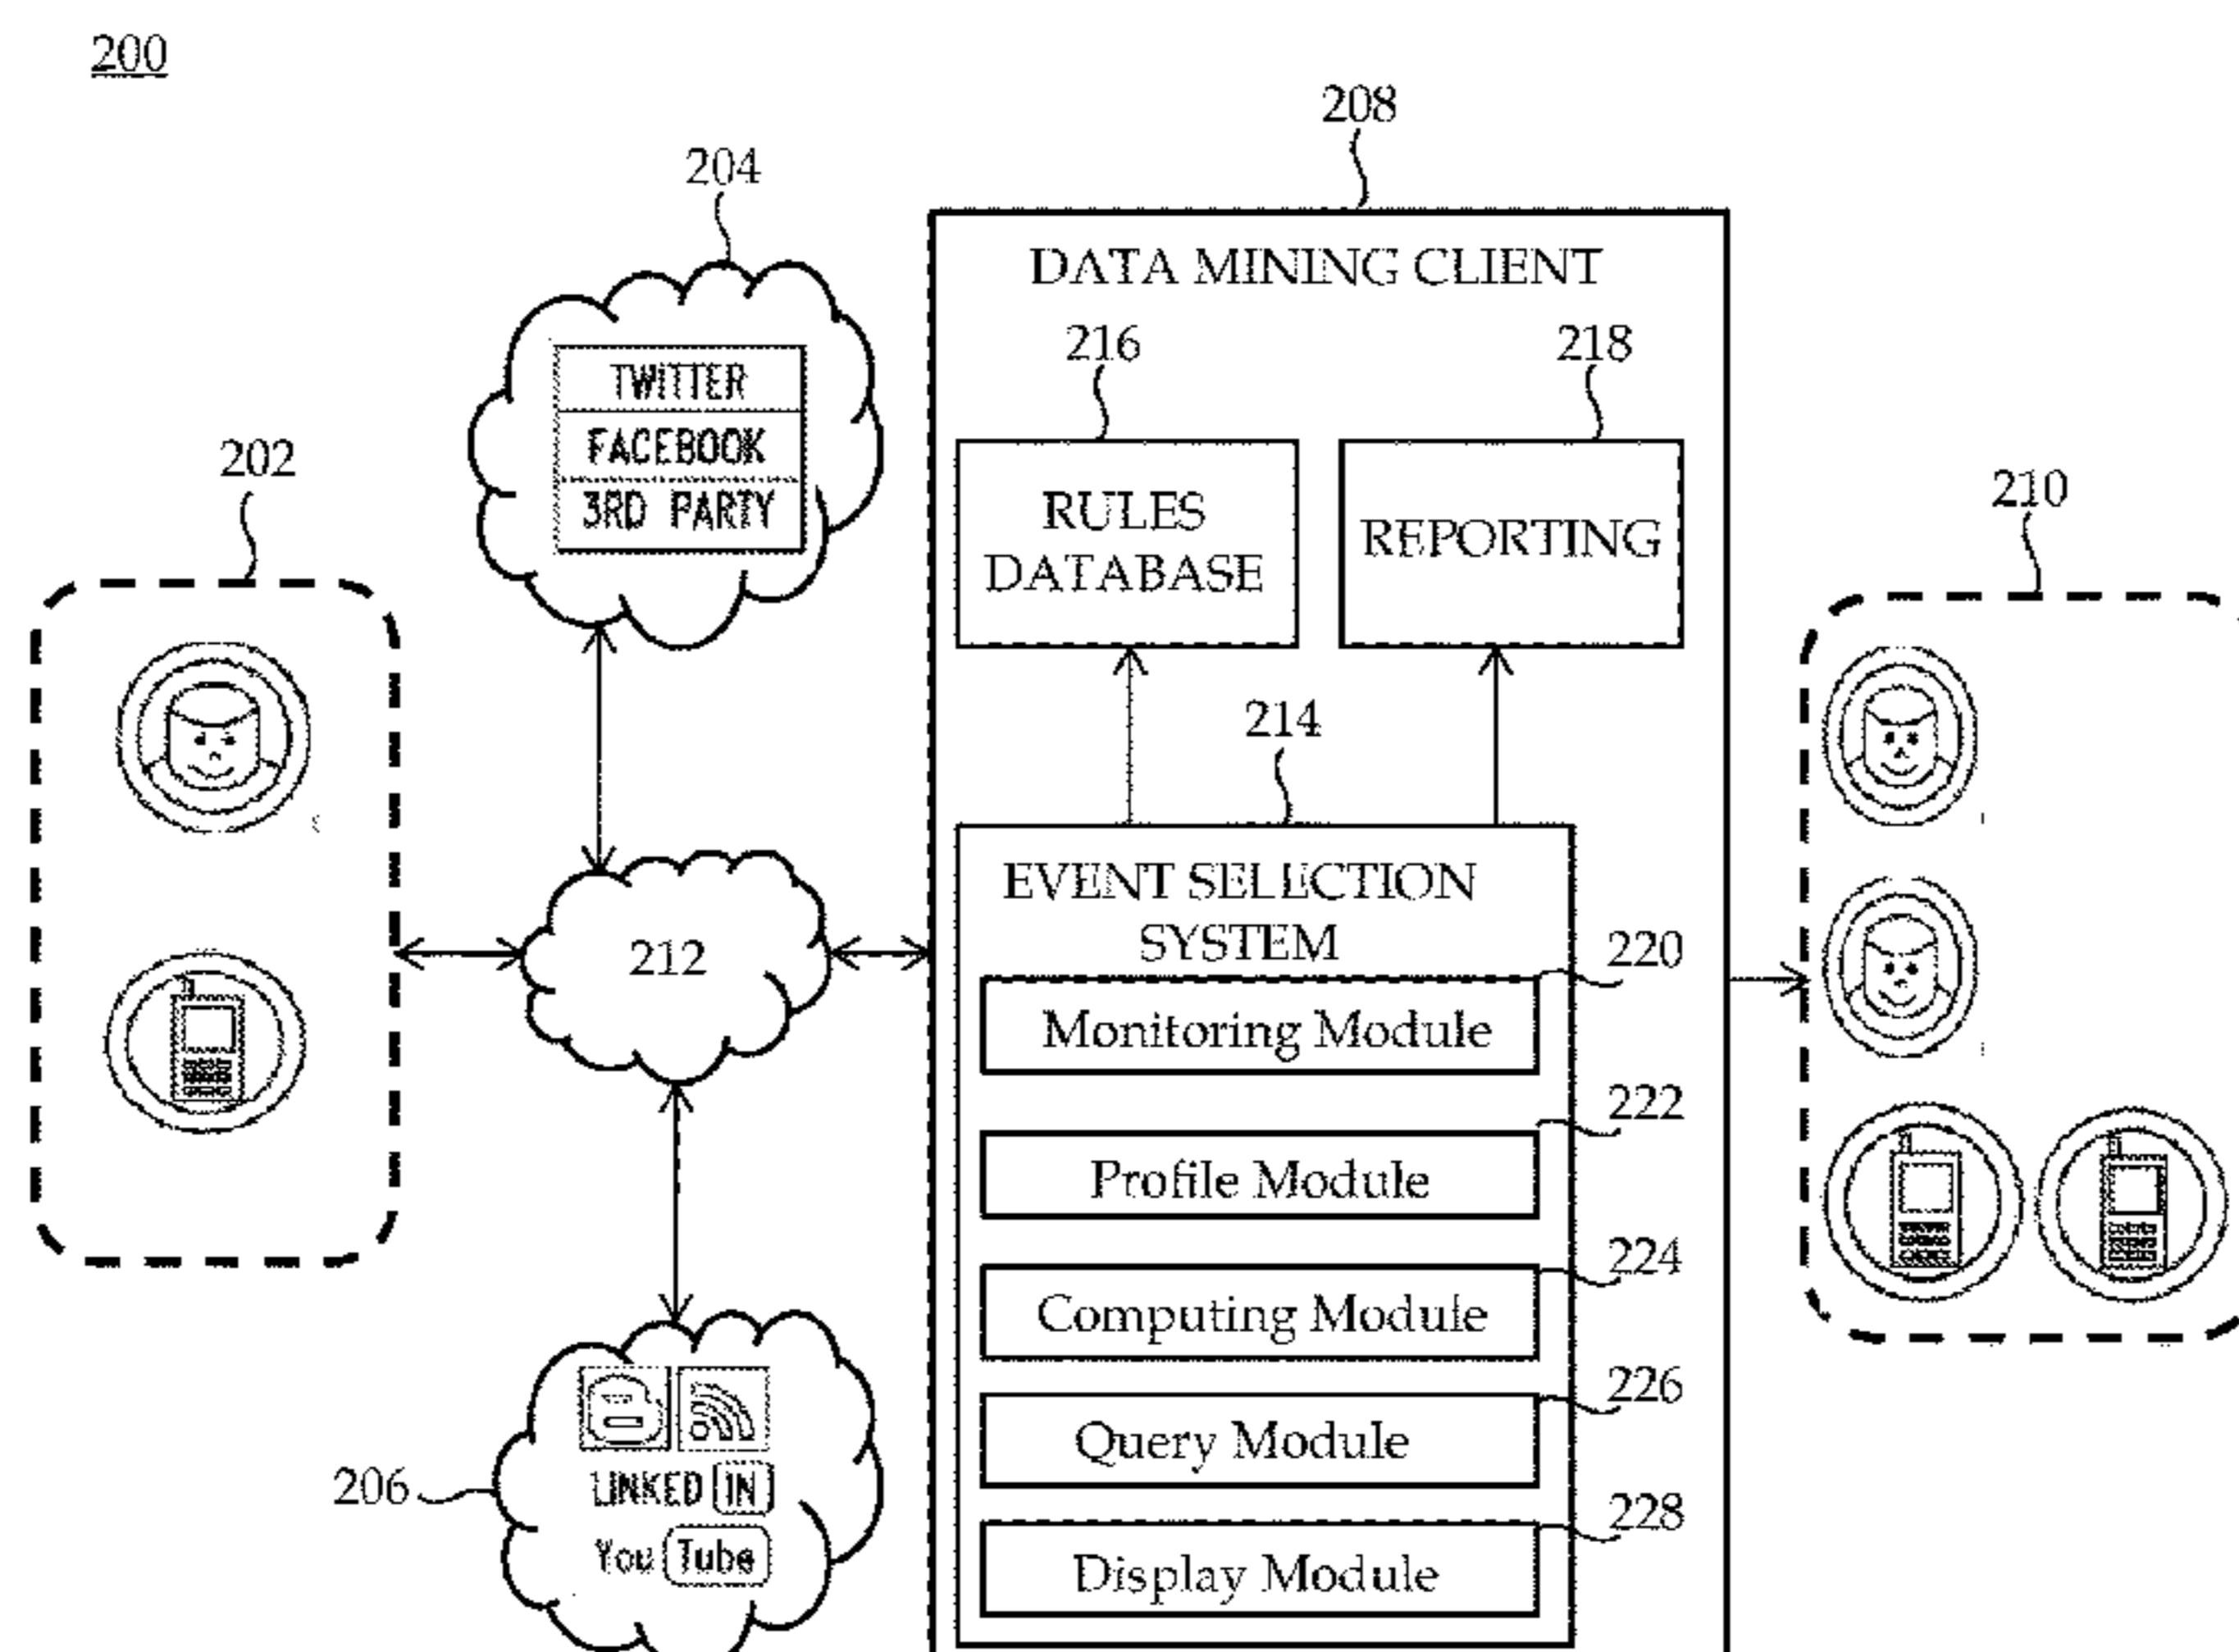 200
208
204
DATA MINING CLIENT
216
218
TWITTER
FACEBOOK
3RD PARTY
202
210
RULES
DATABASE
REPORTING
214
EVENT SELECTION
SYSTEM
212
220
Monitoring Module
222
Profile Module
224
Computing Module
226
Query Module
206
LINKED IN
You Tube
228
Display Module